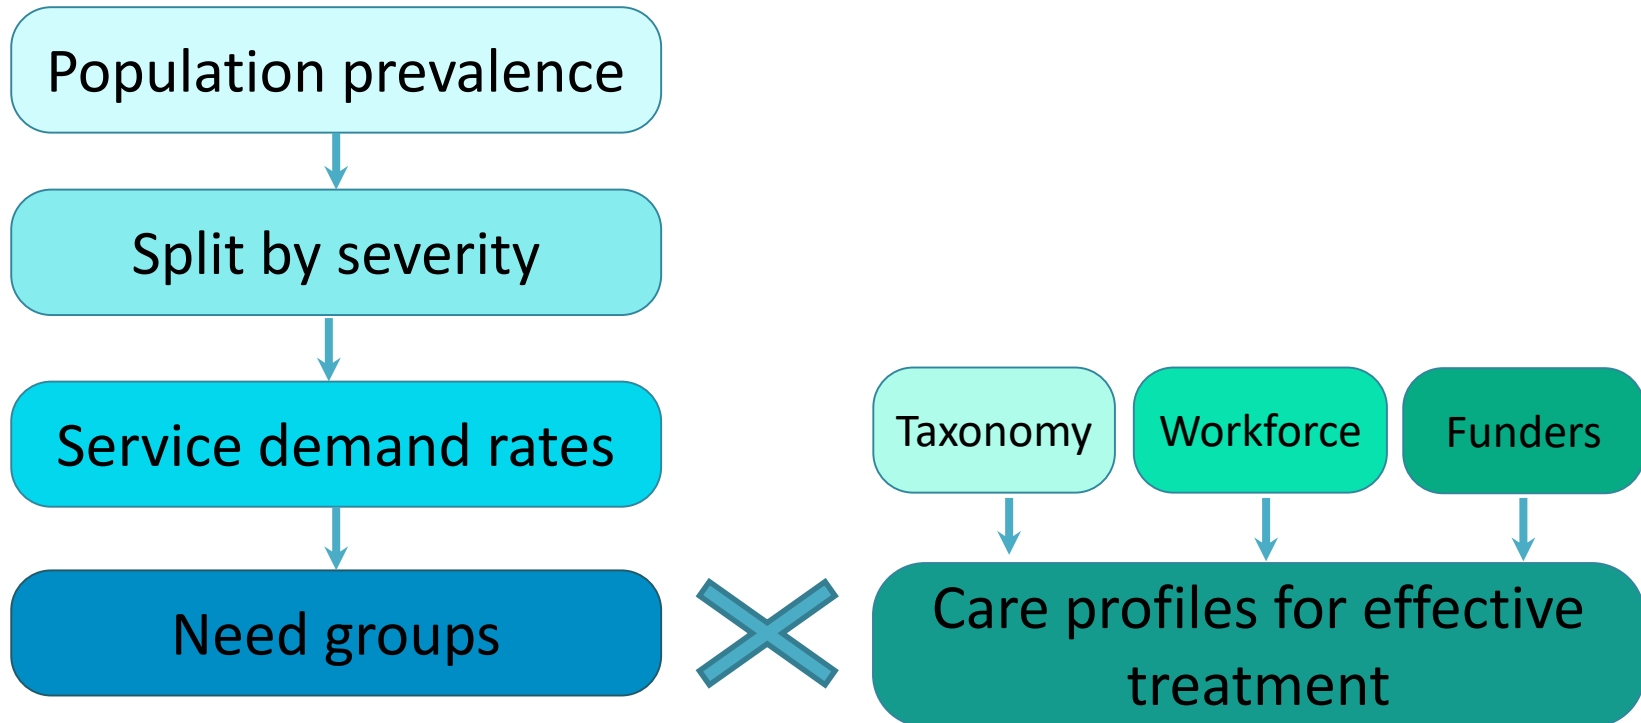 Population prevalence
Split by severity
Service demand rates
Need groups
Taxonomy
Workforce
Funders
Care profiles for effective
treatment